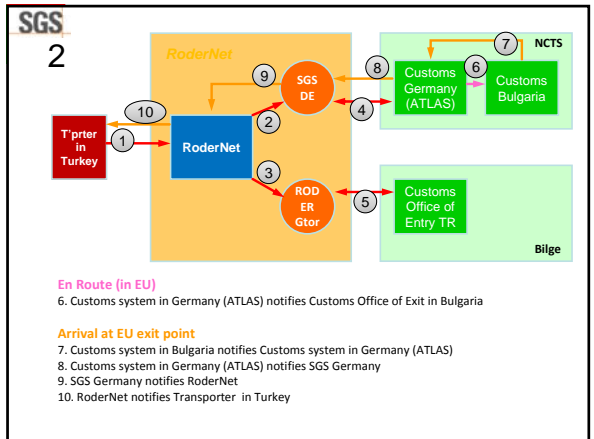 SGS
2
RoderNet
NCTS
7
9
8
6
SGS
DE
Customs
Germany
(ATLAS)
Customs
Bulgaria
10
T'prter
in
Turkey
1
2
4
RoderNet
3
ROD
ER
Gtor
5
Customs
Office of
Entry TR
Bilge
En Route (in EU)
6. Customs system in Germany (ATLAS) notifies Customs Office of Exit in Bulgaria
Arrival at EU exit point
7. Customs system in Bulgaria notifies Customs system in Germany (ATLAS)
8. Customs system in Germany (ATLAS) notifies SGS Germany
9. SGS Germany notifies RoderNet
10. RoderNet notifies Transporter  in Turkey